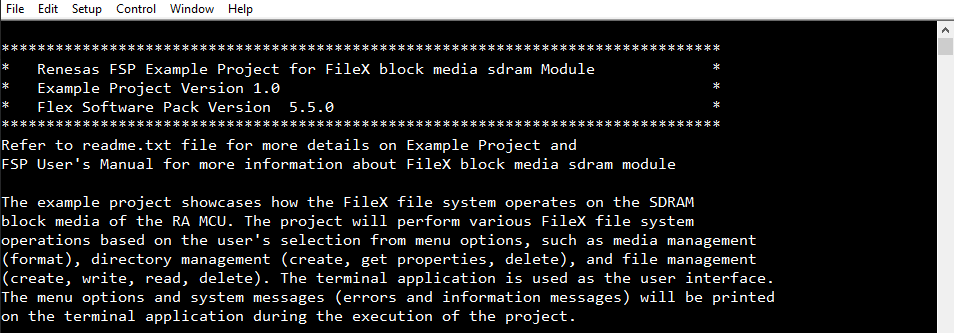 File Edit Setup Control Window Help
********************************************************************************
* Renesas FSP Example Project for FileX block media sdram Module *
* Example Project Version 1.0 *
* Flex Software Pack Version 5.5.0 *
********************************************************************************
Refer to readme.txt file for more details on Example Project and
FSP User's Manual for more information about FileX block media sdram module
The example project showcases how the FileX file system operates on the SDRAM
block media of the RA MCU. The project will perform various FileX file system
operations based on the user's selection from menu options, such as media management
(format), directory management (create, get properties, delete), and file management
(create, write, read, delete). The terminal application is used as the user interface.
The menu options and system messages (errors and information messages) will be printed
on the terminal application during the execution of the project.